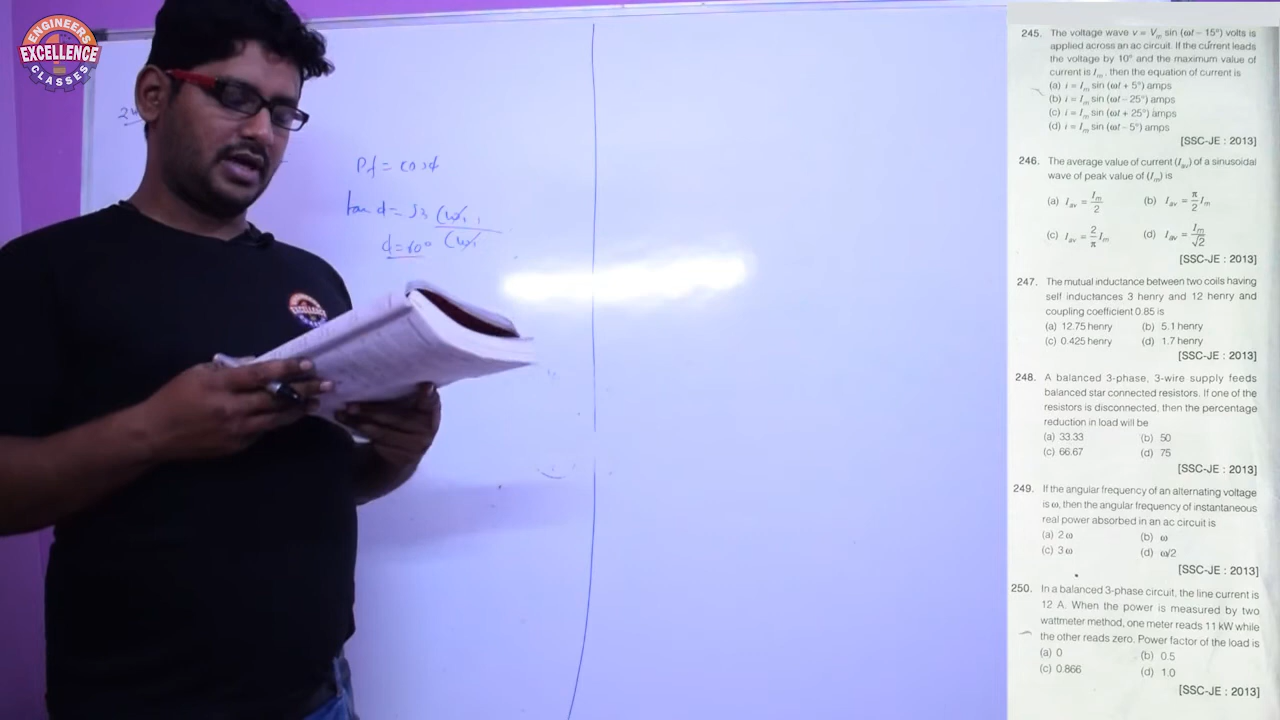 ENGINEERS
EXCELLENCE
CLASSES
Pf = cos ϕ
EXCELLENCE
245. The voltage wave v = Vm sin (ωt – 15°) volts is
applied across an ac circuit. If the current leads
the voltage by 10° and the maximum value of
current is Im, then the equation of current is
(a) i = Im sin (ωt + 5°) amps
(b) i = Im sin (ωt – 25°) amps
(c) i = Im sin (ωt + 25°) amps
(d) i = Im sin (ωt – 5°) amps
[SSC-JE : 2013]
246. The average value of current (Iav) of a sinusoidal
wave of peak value of (Im) is
(a) Iav = Im/2 (b) Iav = π/2 Im
(c) Iav = 2/π Im (d) Iav = Im/√2
[SSC-JE : 2013]
247. The mutual inductance between two coils having
self inductances 3 henry and 12 henry and
coupling coefficient 0.85 is
(a) 12.75 henry (b) 5.1 henry
(c) 0.425 henry (d) 1.7 henry
[SSC-JE : 2013]
248. A balanced 3-phase, 3-wire supply feeds
balanced star connected resistors. If one of the
resistors is disconnected, then the percentage
reduction in load will be
(a) 33.33 (b) 50
(c) 66.67 (d) 75
[SSC-JE : 2013]
249. If the angular frequency of an alternating voltage
is ω, then the angular frequency of instantaneous
real power absorbed in an ac circuit is
(a) 2ω (b) ω
(c) 3ω (d) ω/2
[SSC-JE : 2013]
250. In a balanced 3-phase circuit, the line current is
12 A. When the power is measured by two
wattmeter method, one meter reads 11 kW while
the other reads zero. Power factor of the load is
(a) 0 (b) 0.5
(c) 0.866 (d) 1.0
[SSC-JE : 2013]